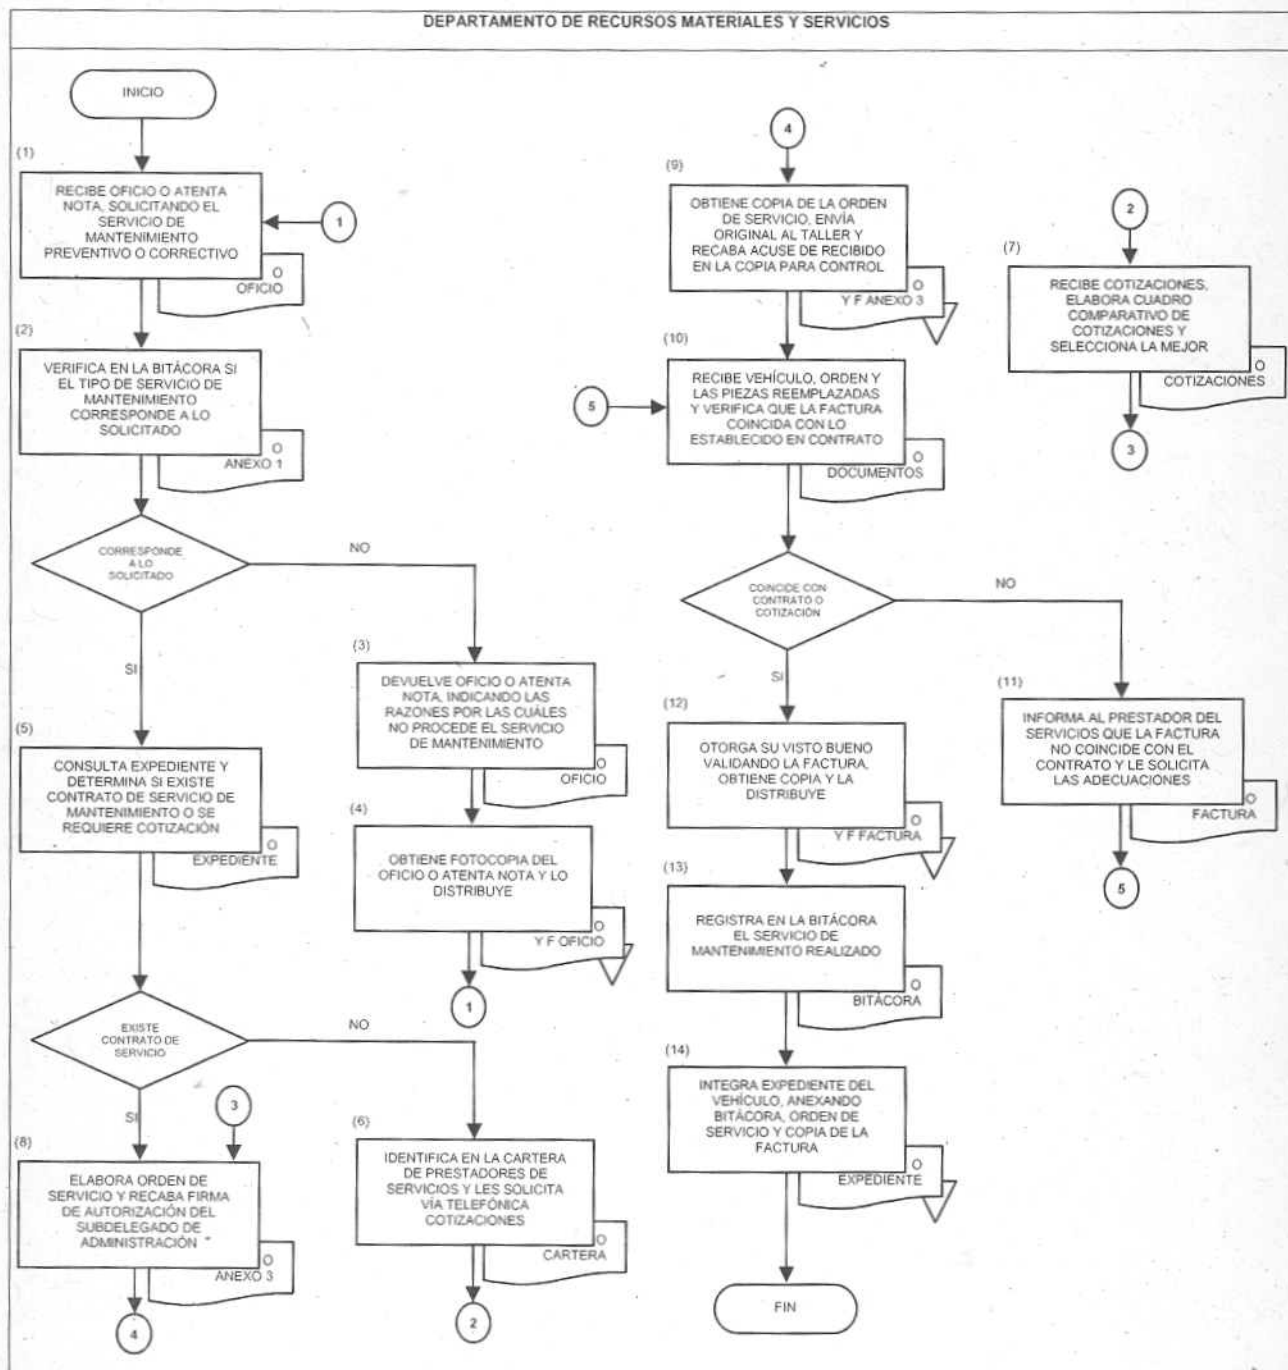 DEPARTAMENTO DE RECURSOS MATERIALES Y SERVICIOS
INICIO
(1)
RECIBE OFICIO O ATENTA
NOTA, SOLICITANDO EL
SERVICIO DE
MANTENIMIENTO
PREVENTIVO O CORRECTIVO
1
O
OFICIO
(2)
VERIFICA EN LA BITÁCORA SI
EL TIPO DE SERVICIO DE
MANTENIMIENTO
CORRESPONDE A LO
SOLICITADO
O
ANEXO 1
CORRESPONDE
A LO
SOLICITADO
NO
SI
(3)
DEVUELVE OFICIO O ATENTA
NOTA, INDICANDO LAS
RAZONES POR LAS CUÁLES
NO PROCEDE EL SERVICIO
DE MANTENIMIENTO
O
OFICIO
(4)
OBTIENE FOTOCOPIA DEL
OFICIO O ATENTA NOTA Y LO
DISTRIBUYE
O
Y F OFICIO
1
(5)
CONSULTA EXPEDIENTE Y
DETERMINA SI EXISTE
CONTRATO DE SERVICIO DE
MANTENIMIENTO O SE
REQUIERE COTIZACIÓN
O
EXPEDIENTE
EXISTE
CONTRATO DE
SERVICIO
NO
SI
3
(6)
IDENTIFICA EN LA CARTERA
DE PRESTADORES DE
SERVICIOS Y LES SOLICITA
VÍA TELEFÓNICA
COTIZACIONES
O
CARTERA
2
(8)
ELABORA ORDEN DE
SERVICIO Y RECABA FIRMA
DE AUTORIZACIÓN DEL
SUBDELEGADO DE
ADMINISTRACIÓN
O
ANEXO 3
4
4
(9)
OBTIENE COPIA DE LA ORDEN
DE SERVICIO, ENVÍA
ORIGINAL AL TALLER Y
RECABA ACUSE DE RECIBIDO
EN LA COPIA PARA CONTROL
O
Y F ANEXO 3
(10)
RECIBE VEHÍCULO, ORDEN Y
LAS PIEZAS REEMPLAZADAS
Y VERIFICA QUE LA FACTURA
COINCIDA CON LO
ESTABLECIDO EN CONTRATO
5
O
DOCUMENTOS
COINCIDE CON
CONTRATO O
COTIZACIÓN
NO
SI
(12)
OTORGA SU VISTO BUENO
VALIDANDO LA FACTURA,
OBTIENE COPIA Y LA
DISTRIBUYE
O
Y F FACTURA
(13)
REGISTRA EN LA BITÁCORA
EL SERVICIO DE
MANTENIMIENTO REALIZADO
O
BITÁCORA
(14)
INTEGRA EXPEDIENTE DEL
VEHÍCULO, ANEXANDO
BITÁCORA, ORDEN DE
SERVICIO Y COPIA DE LA
FACTURA
O
EXPEDIENTE
FIN
2
(7)
RECIBE COTIZACIONES,
ELABORA CUADRO
COMPARATIVO DE
COTIZACIONES Y
SELECCIONA LA MEJOR
O
COTIZACIONES
3
(11)
INFORMA AL PRESTADOR DEL
SERVICIOS QUE LA FACTURA
NO COINCIDE CON EL
CONTRATO Y LE SOLICITA
LAS ADECUACIONES
O
FACTURA
5